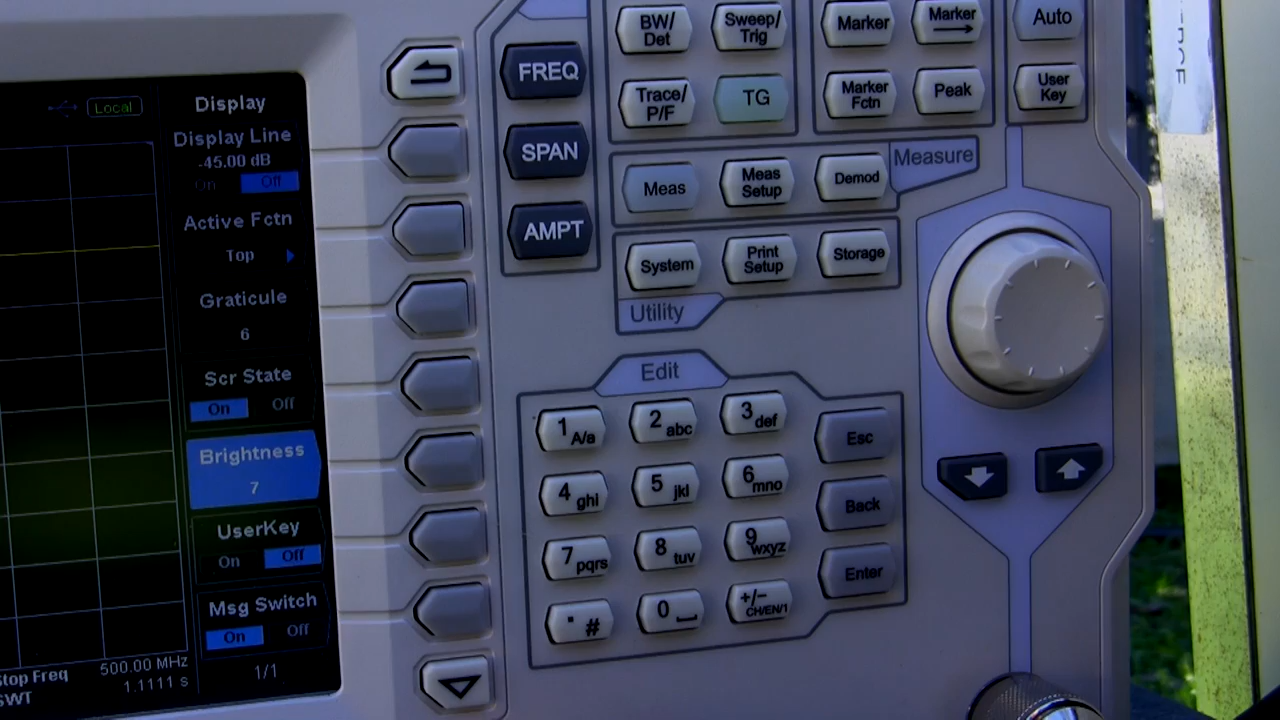 Local
Display
Display Line
-45.00 dB
On Off
Active Fctn
Top
Graticule
6
Scr State
On Off
Brightness
7
UserKey
On Off
Msg Switch
On Off
1/1
Stop Freq 500.00 MHz
SWT 1.1111 s
FREQ
SPAN
AMPT
BW/
Det
Sweep/
Trig
Trace/
P/F
TG
Marker
Marker
Marker
Fctn
Peak
Auto
User
Key
Measure
Meas
Meas
Setup
Demod
System
Print
Setup
Storage
Utility
Edit
1 A/a
2 abc
3 def
Esc
4 ghi
5 jkl
6 mno
Back
7 pqrs
8 tuv
9 wxyz
Enter
. #
0
+/-
CH/EN/1